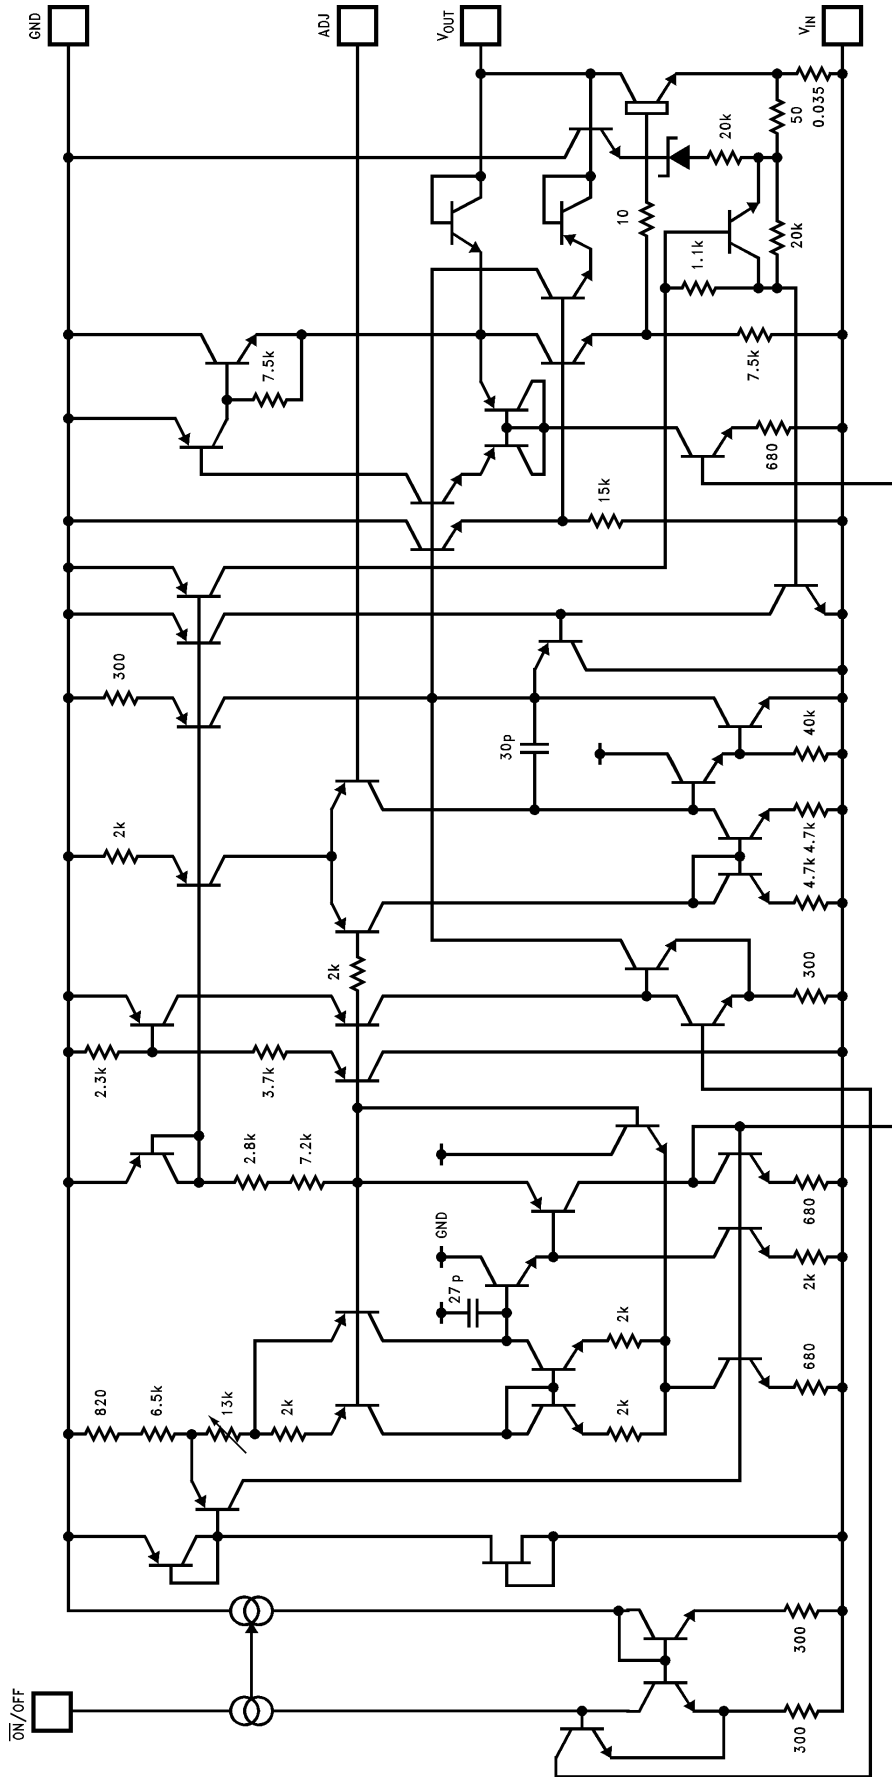 GND
ADJ
VOUT
VIN
50
0.035
20k
10
20k
1.1k
7.5k
7.5k
680
15k
300
30p
40k
2k
4.7k 4.7k
2k
300
2.3k
3.7k
2.8k
7.2k
GND
680
27 p
2k
2k
680
820
6.5k
13k
2k
2k
300
ON/OFF
300